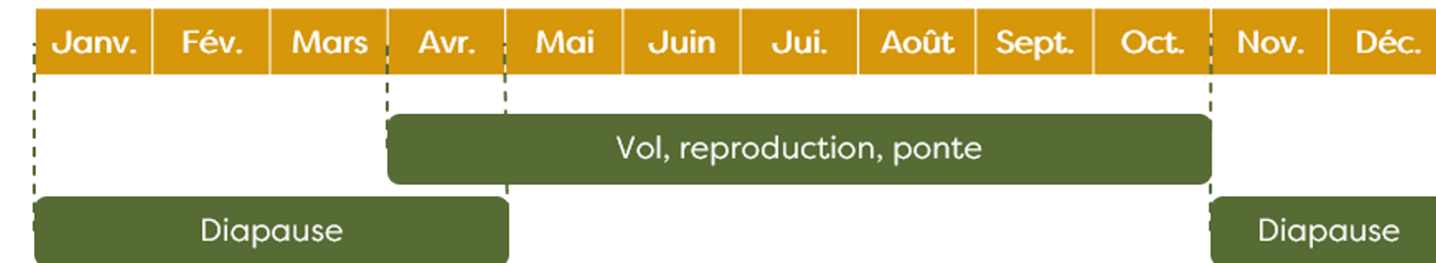 Janv. Fév. Mars Avr. Mai Juin Jui. Août Sept. Oct. Nov. Déc.
Vol, reproduction, ponte
Diapause Diapause